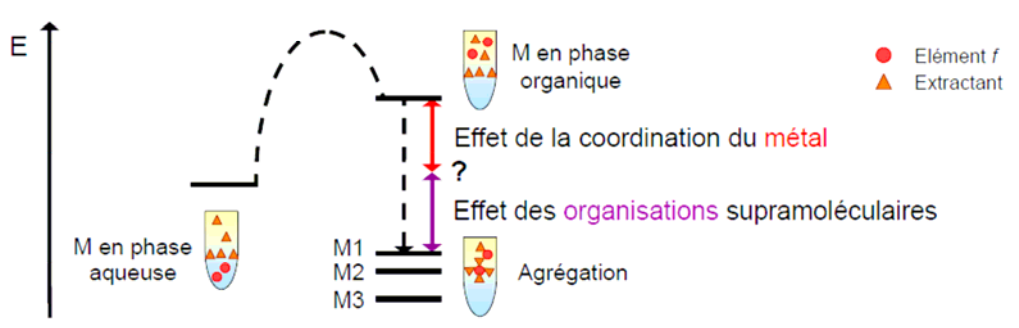 E
M en phase
organique
Elément f
Extractant
Effet de la coordination du métal
?
Effet des organisations supramoléculaires
M en phase
aqueuse
M1
M2
M3
Agrégation